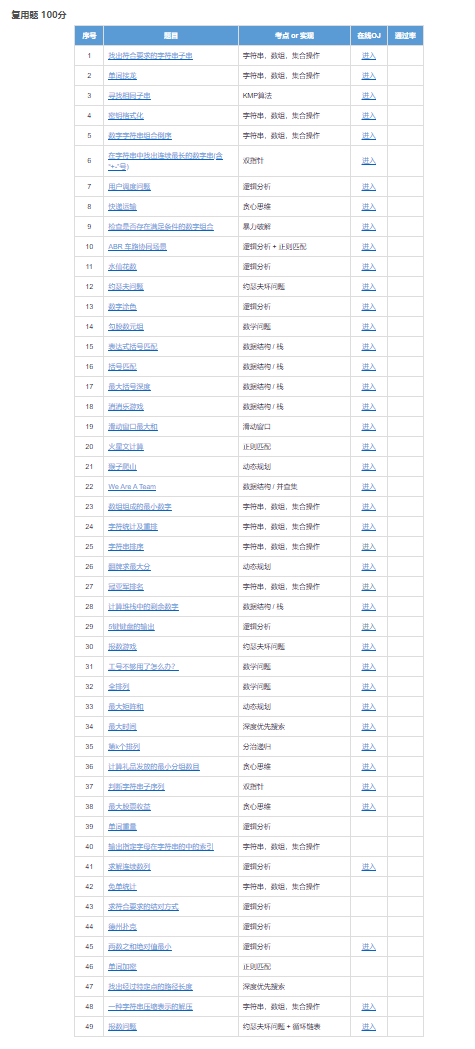 复用题 100分
序号 题目 考点 or 实现 在线OJ 通过率
1 找出符合要求的字符串子串 字符串，数组，集合操作 进入
2 单词接龙 字符串，数组，集合操作 进入
3 寻找相同子串 KMP算法 进入
4 密钥格式化 字符串，数组，集合操作 进入
5 数字字符串组合倒序 字符串，数组，集合操作 进入
6 在字符串中找出连续最长的数字串(含 双指针 进入
"+-"号)
7 用户调度问题 逻辑分析 进入
8 快递运输 贪心思维 进入
9 检查是否存在满足条件的数字组合 暴力破解 进入
10 ABR 车路协同场景 逻辑分析 + 正则匹配 进入
11 水仙花数 逻辑分析 进入
12 约瑟夫问题 约瑟夫环问题 进入
13 数字涂色 逻辑分析 进入
14 勾股数元组 数学问题 进入
15 表达式括号匹配 数据结构 / 栈 进入
16 括号匹配 数据结构 / 栈 进入
17 最大括号深度 数据结构 / 栈 进入
18 消消乐游戏 数据结构 / 栈 进入
19 滑动窗口最大和 滑动窗口 进入
20 火星文计算 正则匹配 进入
21 猴子爬山 动态规划 进入
22 We Are A Team 数据结构 / 并查集 进入
23 数组组成的最小数字 字符串，数组，集合操作 进入
24 字符统计及重排 字符串，数组，集合操作 进入
25 字符串排序 字符串，数组，集合操作 进入
26 翻牌求最大分 动态规划 进入
27 冠亚军排名 字符串，数组，集合操作 进入
28 计算堆栈中的剩余数字 数据结构 / 栈 进入
29 5键键盘的输出 逻辑分析 进入
30 报数游戏 约瑟夫环问题 进入
31 工号不够用了怎么办？ 数学问题 进入
32 全排列 数学问题 进入
33 最大矩阵和 动态规划 进入
34 最大时间 深度优先搜索 进入
35 第k个排列 分治递归 进入
36 计算礼品发放的最小分组数目 贪心思维 进入
37 判断字符串子序列 双指针 进入
38 最大股票收益 贪心思维 进入
39 单词重量 逻辑分析
40 输出指定字母在字符串的中的索引 字符串，数组，集合操作
41 求解连续数列 逻辑分析 进入
42 免单统计 字符串，数组，集合操作
43 求符合要求的结对方式 逻辑分析
44 德州扑克 逻辑分析
45 两数之和绝对值最小 逻辑分析 进入
46 单词加密 正则匹配
47 找出经过特定点的路径长度 深度优先搜索
48 一种字符串压缩表示的解压 字符串，数组，集合操作 进入
49 报数问题 约瑟夫环问题 + 循环链表 进入